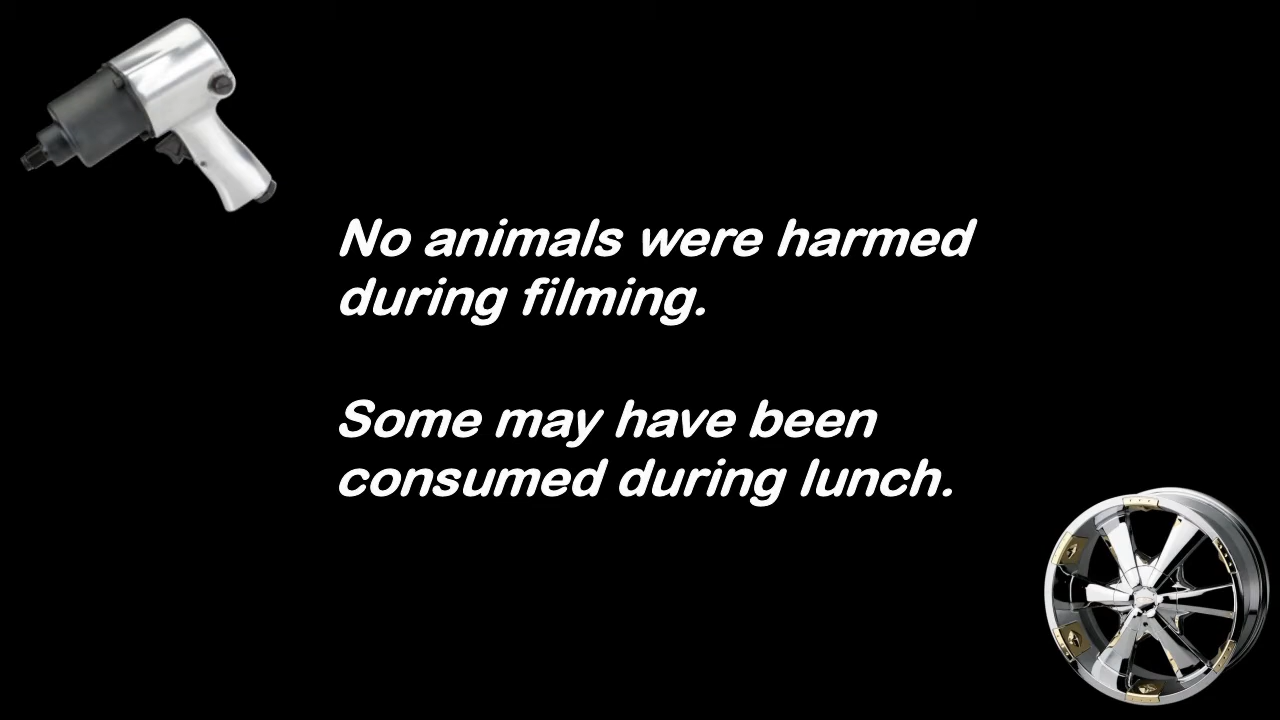 No animals were harmed
during filming.
Some may have been
consumed during lunch.